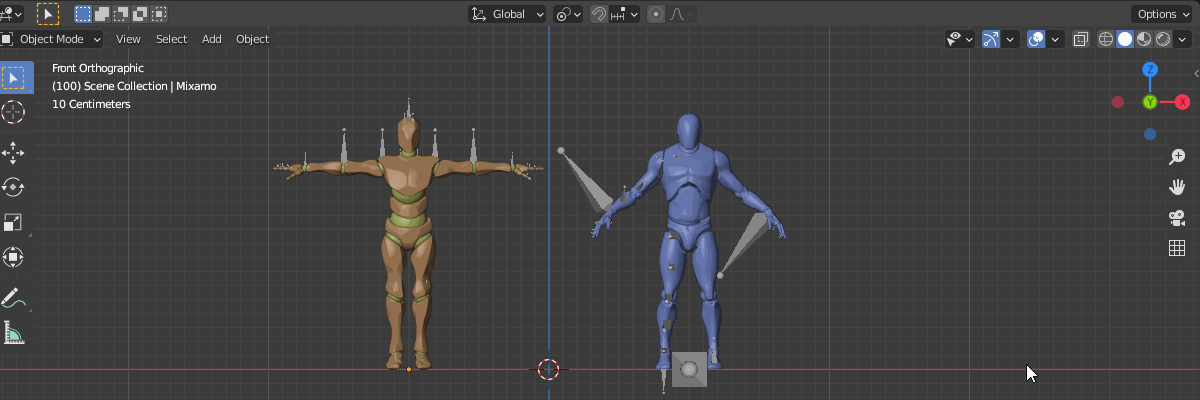 Global
Options
Object Mode
View
Select
Add
Object
Front Orthographic
(100) Scene Collection | Mixamo
10 Centimeters
Z
Y
X